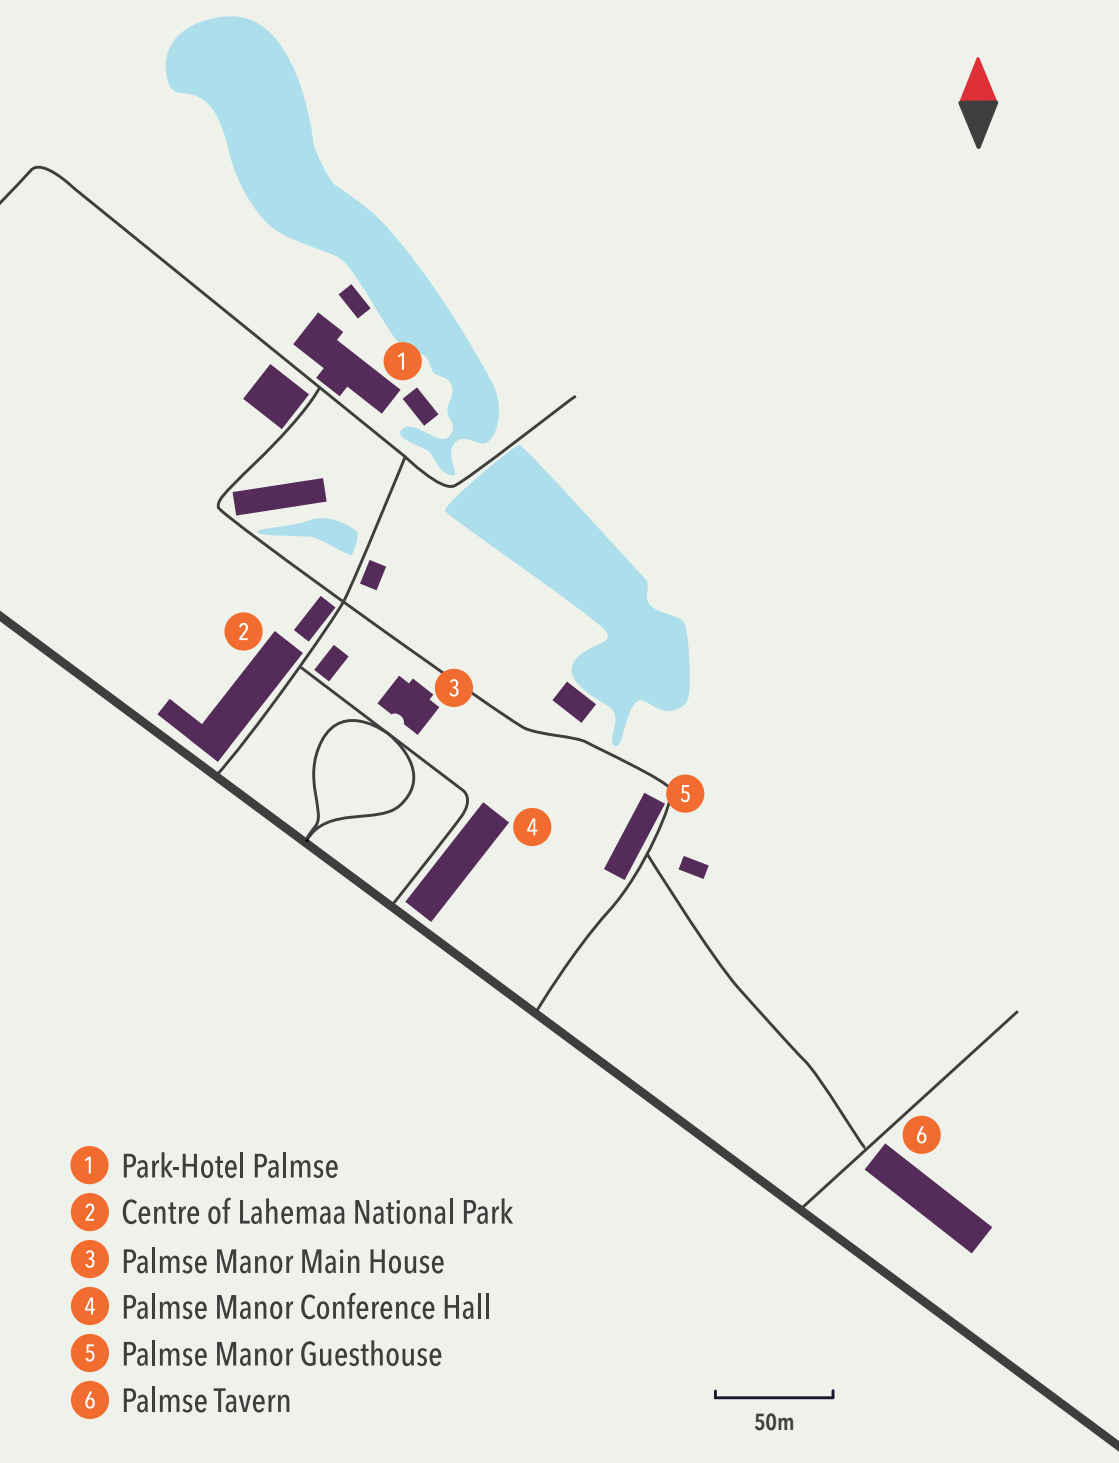 1
2
3
4
5
6
1 Park-Hotel Palmse
2 Centre of Lahemaa National Park
3 Palmse Manor Main House
4 Palmse Manor Conference Hall
5 Palmse Manor Guesthouse
6 Palmse Tavern
50m